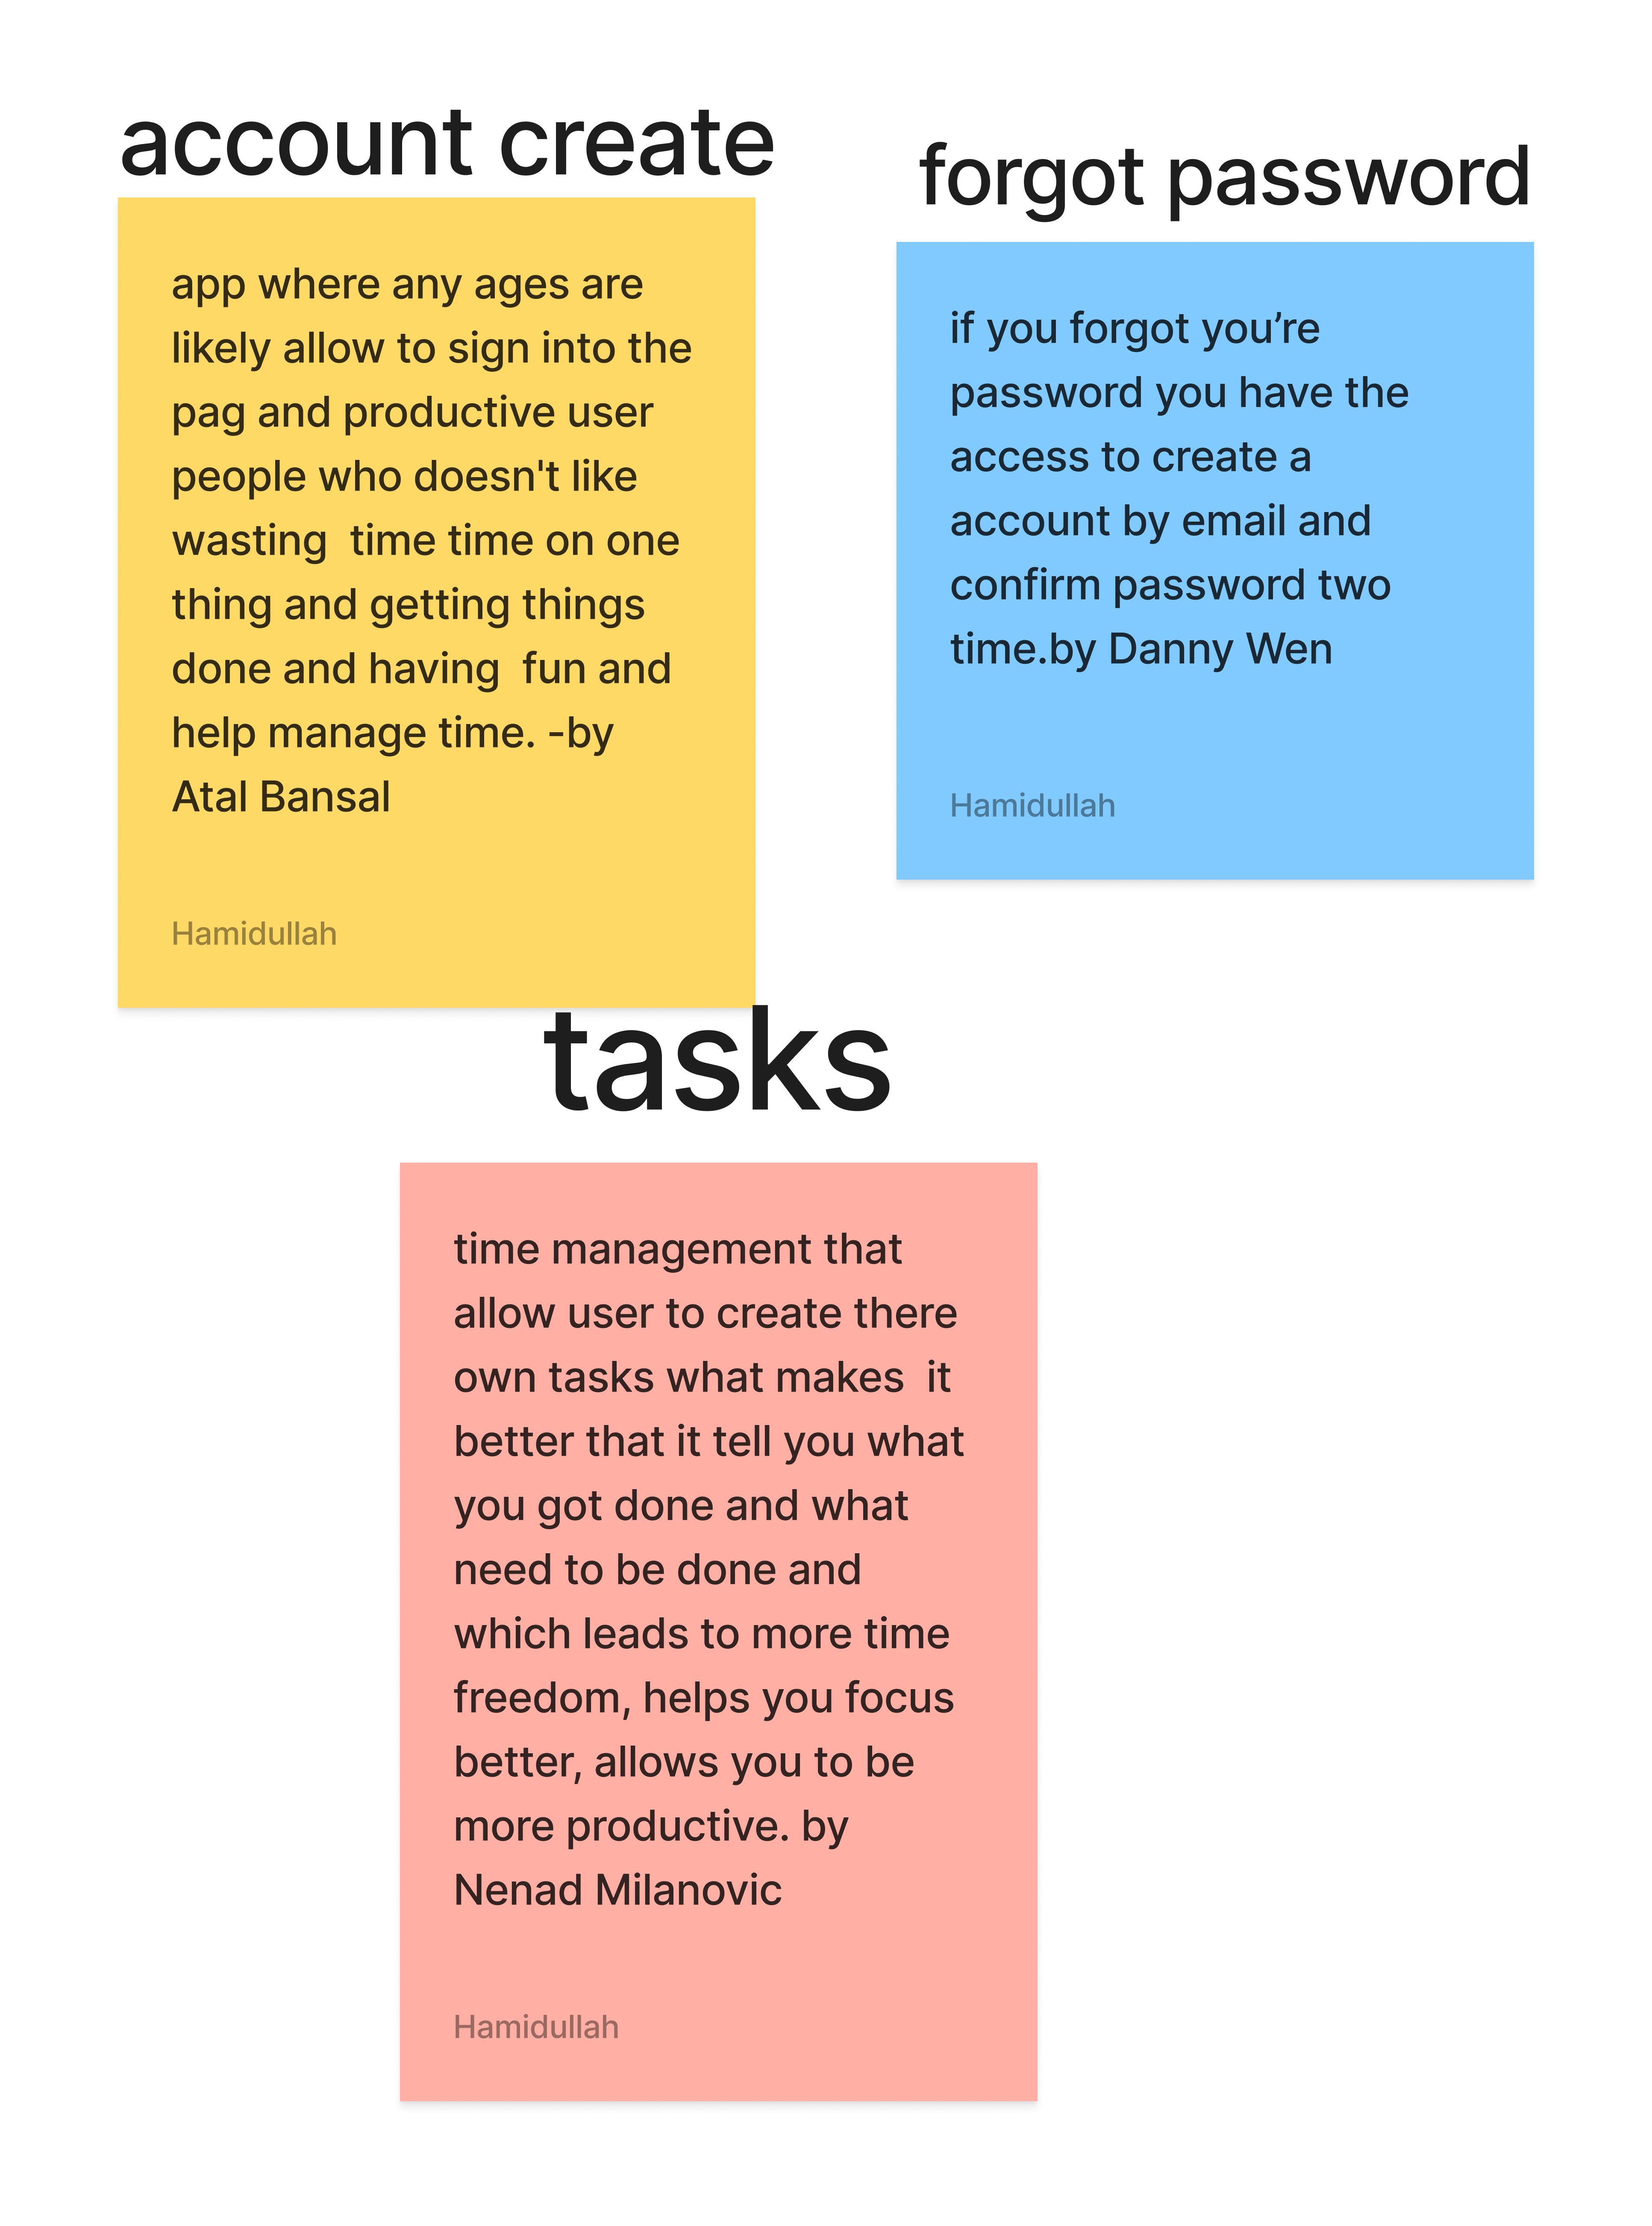 account create
app where any ages are
likely allow to sign into the
pag and productive user
people who doesn't like
wasting  time time on one
thing and getting things
done and having  fun and
help manage time. -by
Atal Bansal
Hamidullah
forgot password
if you forgot you’re
password you have the
access to create a
account by email and
confirm password two
time.by Danny Wen
Hamidullah
tasks
time management that
allow user to create there
own tasks what makes  it
better that it tell you what
you got done and what
need to be done and
which leads to more time
freedom, helps you focus
better, allows you to be
more productive. by
Nenad Milanovic
Hamidullah